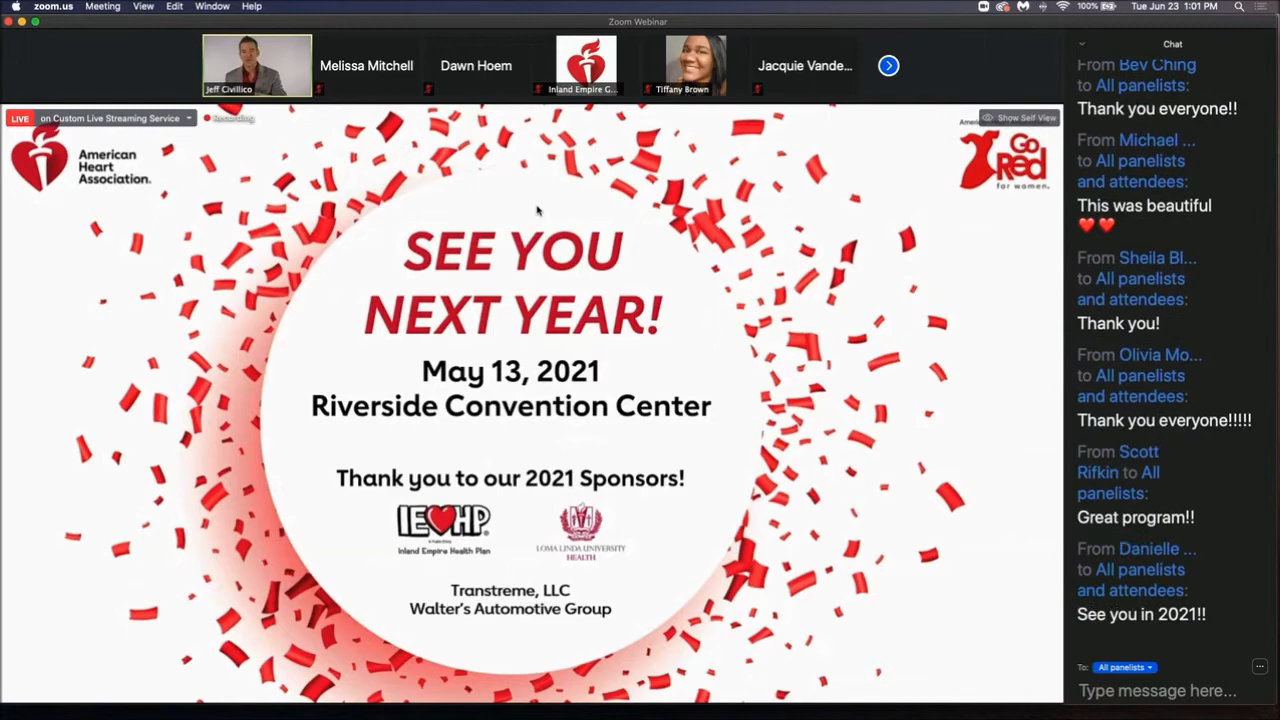 zoom.us Meeting View Edit Window Help
100% Tue Jun 23 1:01 PM
Zoom Webinar
Jeff Civillico
Melissa Mitchell
Dawn Hoem
Inland Empire G...
Tiffany Brown
Jacquie Vande...
LIVE on Custom Live Streaming Service
Recording
Show Self View
American
Heart
Association.
Go
Red
for women.
SEE YOU
NEXT YEAR!
May 13, 2021
Riverside Convention Center
Thank you to our 2021 Sponsors!
IEHP
Inland Empire Health Plan
LOMA LINDA UNIVERSITY
HEALTH
Transtreme, LLC
Walter's Automotive Group
Chat
From Bev Ching
to All panelists:
Thank you everyone!!
From Michael ...
to All panelists
and attendees:
This was beautiful
❤️❤️
From Sheila Bl...
to All panelists
and attendees:
Thank you!
From Olivia Mo...
to All panelists
and attendees:
Thank you everyone!!!!!
From Scott
Rifkin to All
panelists:
Great program!!
From Danielle ...
to All panelists
and attendees:
See you in 2021!!
To: All panelists
Type message here...